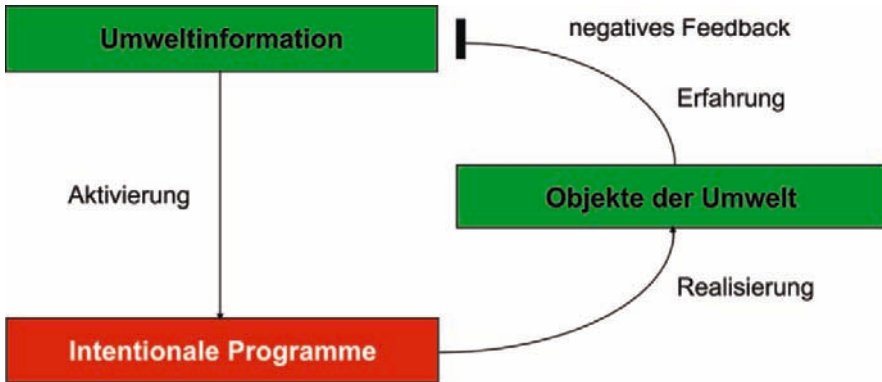 Umweltinformation
negatives Feedback
Erfahrung
Aktivierung
Objekte der Umwelt
Realisierung
Intentionale Programme